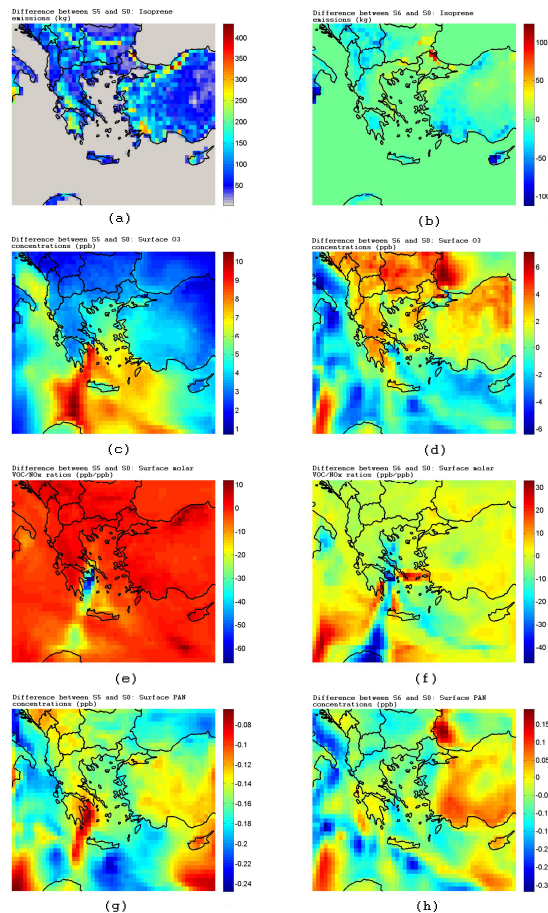 Difference between S5 and S0: Isoprene
emissions (kg)
400
350
300
250
200
150
100
50
(a)
Difference between S6 and S0: Isoprene
emissions (kg)
100
50
0
-50
-100
(b)
Difference between S5 and S0: Surface O3
concentrations (ppb)
10
9
8
7
6
5
4
3
2
1
(c)
Difference between S6 and S0: Surface O3
concentrations (ppb)
6
4
2
0
-2
-4
-6
(d)
Difference between S5 and S0: Surface molar
VOC/NOx ratios (ppb/ppb)
10
0
-10
-20
-30
-40
-50
-60
(e)
Difference between S6 and S0: Surface molar
VOC/NOx ratios (ppb/ppb)
30
20
10
0
-10
-20
-30
-40
(f)
Difference between S5 and S0: Surface PAN
concentrations (ppb)
-0.08
-0.1
-0.12
-0.14
-0.16
-0.18
-0.2
-0.22
-0.24
(g)
Difference between S6 and S0: Surface PAN
concentrations (ppb)
0.15
0.1
0.05
0
-0.0
-0.1
-0.1
-0.2
-0.2
-0.3
(h)